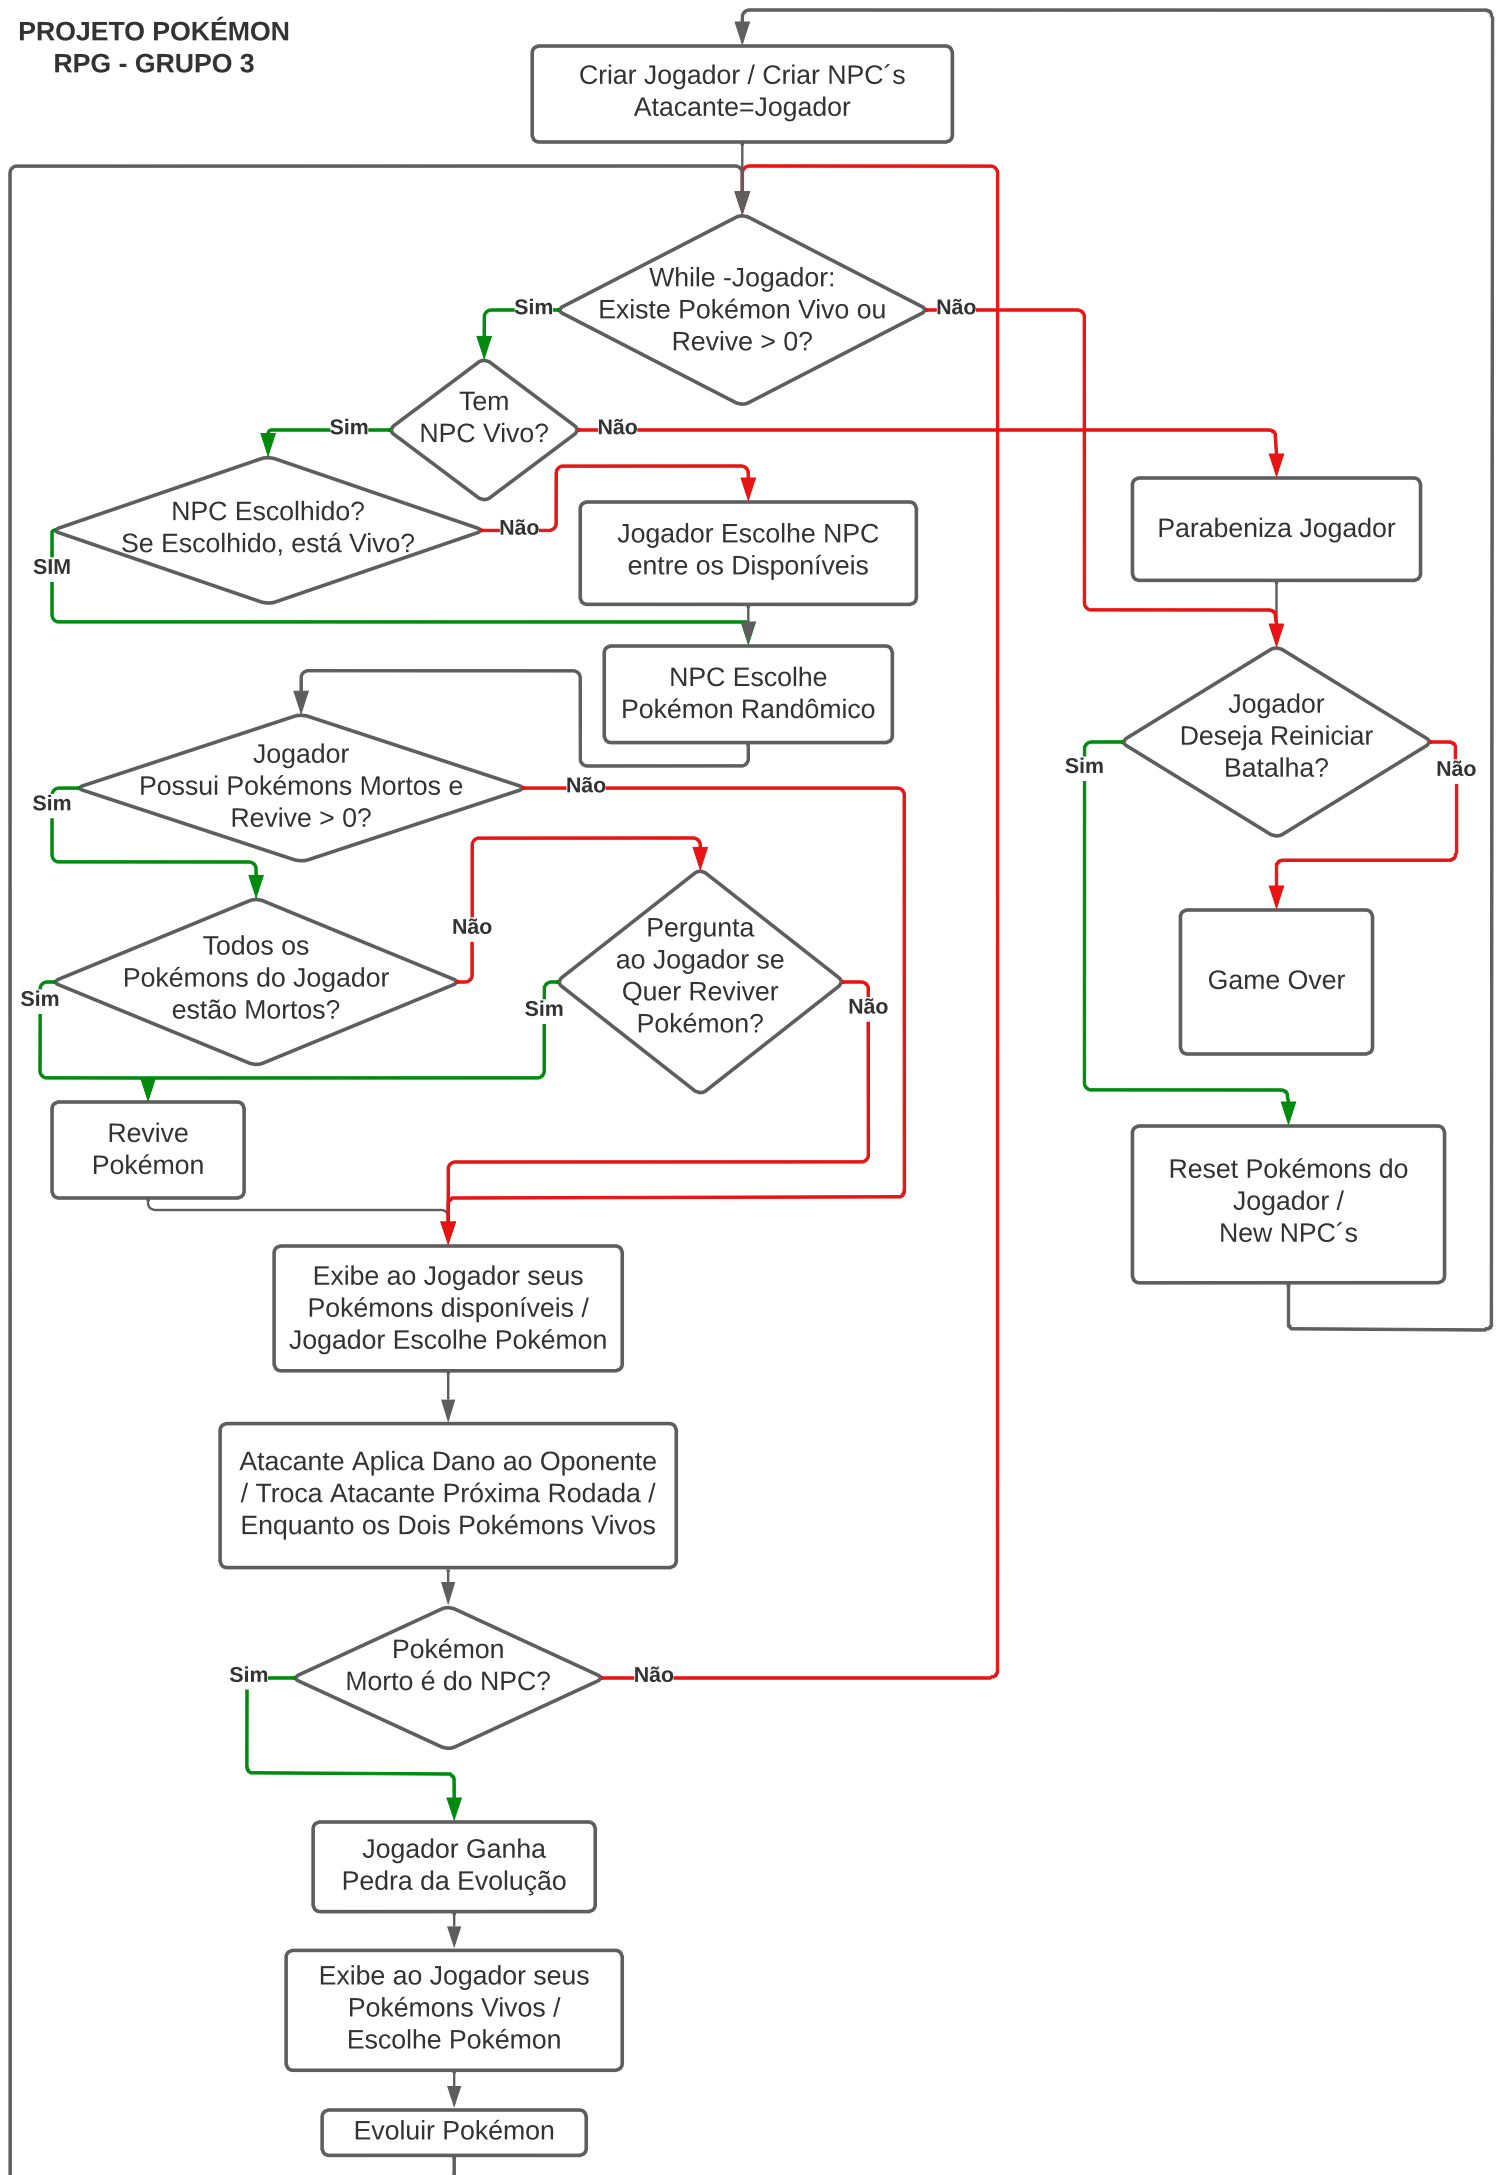 PROJETO POKÉMON
RPG - GRUPO 3
Criar Jogador / Criar NPC´s
Atacante=Jogador
While -Jogador:
Existe Pokémon Vivo ou
Revive > 0?
Sim
Não
Tem
NPC Vivo?
Sim
Não
NPC Escolhido?
Se Escolhido, está Vivo?
SIM
Não
Jogador Escolhe NPC
entre os Disponíveis
Parabeniza Jogador
NPC Escolhe
Pokémon Randômico
Jogador
Deseja Reiniciar
Batalha?
Sim
Não
Jogador
Possui Pokémons Mortos e
Revive > 0?
Sim
Não
Todos os
Pokémons do Jogador
estão Mortos?
Sim
Não
Pergunta
ao Jogador se
Quer Reviver
Pokémon?
Sim
Não
Game Over
Revive
Pokémon
Reset Pokémons do
Jogador /
New NPC´s
Exibe ao Jogador seus
Pokémons disponíveis /
Jogador Escolhe Pokémon
Atacante Aplica Dano ao Oponente
/ Troca Atacante Próxima Rodada /
Enquanto os Dois Pokémons Vivos
Pokémon
Morto é do NPC?
Sim
Não
Jogador Ganha
Pedra da Evolução
Exibe ao Jogador seus
Pokémons Vivos /
Escolhe Pokémon
Evoluir Pokémon